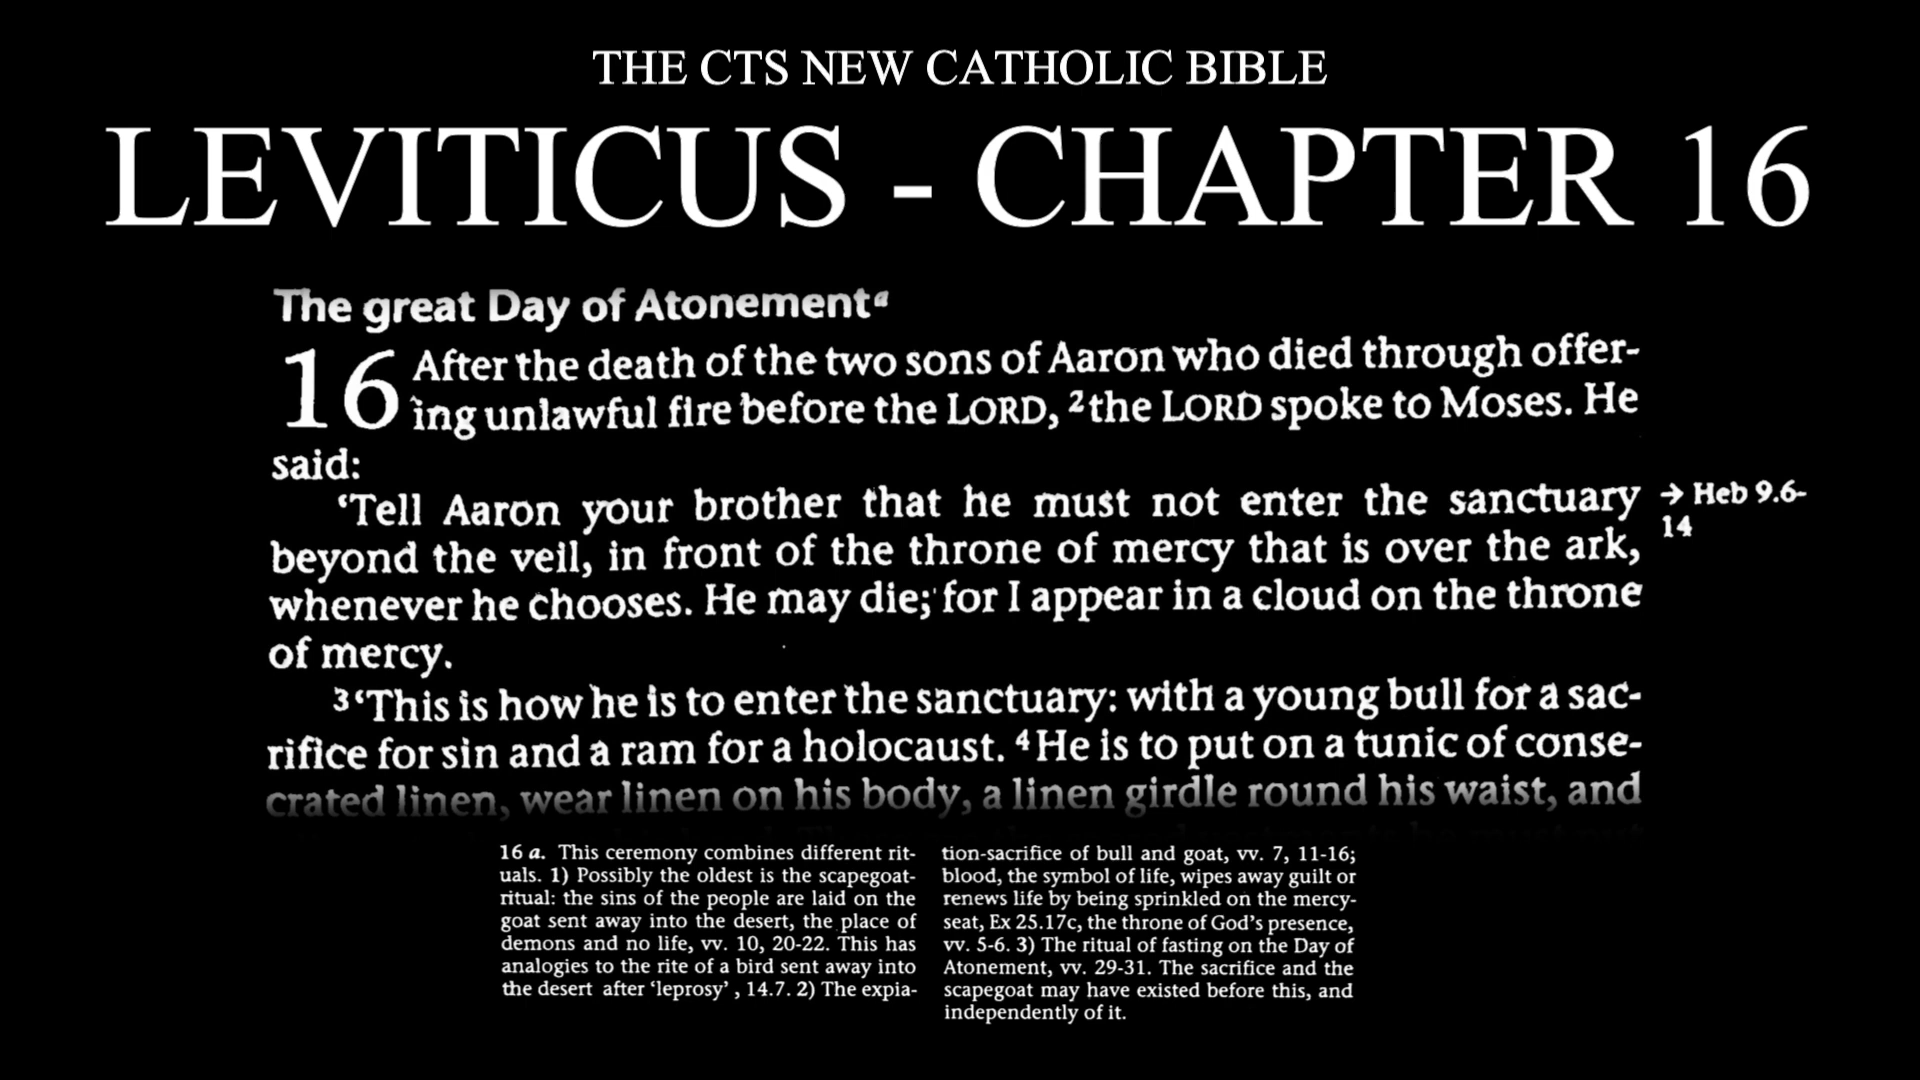 THE CTS NEW CATHOLIC BIBLE
LEVITICUS - CHAPTER 16
The great Day of Atonementa
16 After the death of the two sons of Aaron who died through offer-
ing unlawful fire before the LORD, 2the LORD spoke to Moses. He
said:
‘Tell Aaron your brother that he must not enter the sanctuary
beyond the veil, in front of the throne of mercy that is over the ark,
whenever he chooses. He may die; for I appear in a cloud on the throne
of mercy.
→ Heb 9.6-
14
3‘This is how he is to enter the sanctuary: with a young bull for a sac-
rifice for sin and a ram for a holocaust. 4He is to put on a tunic of conse-
crated linen, wear linen on his body, a linen girdle round his waist, and
16 a. This ceremony combines different rit-
uals. 1) Possibly the oldest is the scapegoat-
ritual: the sins of the people are laid on the
goat sent away into the desert, the place of
demons and no life, vv. 10, 20-22. This has
analogies to the rite of a bird sent away into
the desert after ‘leprosy’ , 14.7. 2) The expia-
tion-sacrifice of bull and goat, vv. 7, 11-16;
blood, the symbol of life, wipes away guilt or
renews life by being sprinkled on the mercy-
seat, Ex 25.17c, the throne of God’s presence,
vv. 5-6. 3) The ritual of fasting on the Day of
Atonement, vv. 29-31. The sacrifice and the
scapegoat may have existed before this, and
independently of it.